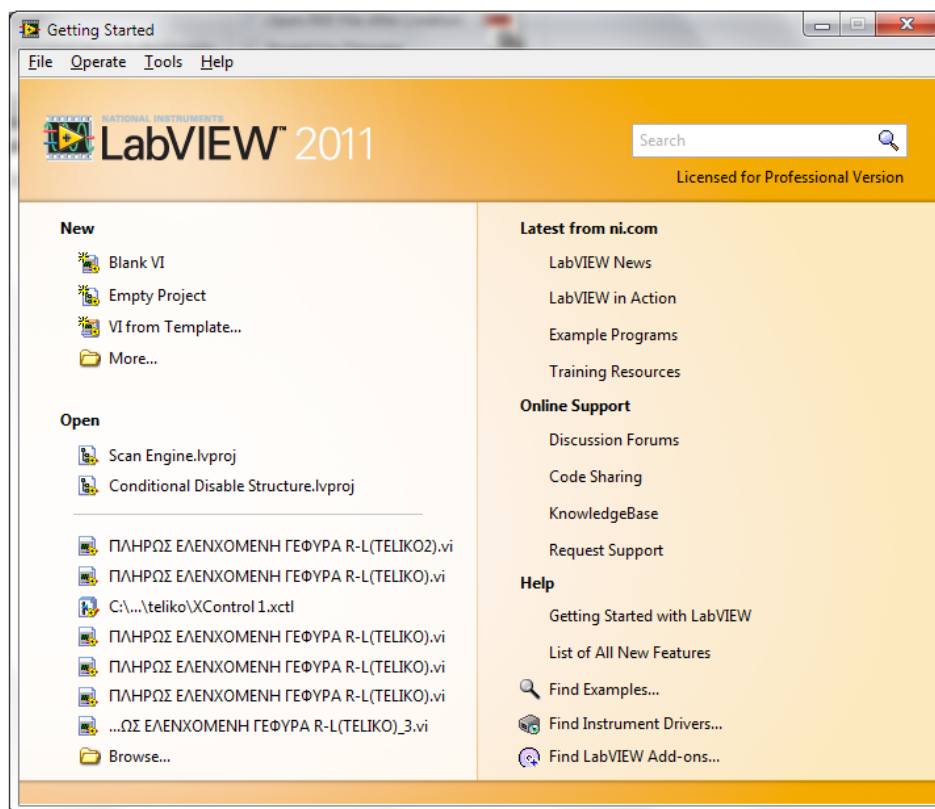 Getting Started
File Operate Tools Help
NATIONAL INSTRUMENTS
LabVIEW™ 2011
Search
Licensed for Professional Version
New
Blank VI
Empty Project
VI from Template...
More...
Open
Scan Engine.lvproj
Conditional Disable Structure.lvproj
ΠΛΗΡΩΣ ΕΛΕΝΧΟΜΕΝΗ ΓΕΦΥΡΑ R-L(TELIKO2).vi
ΠΛΗΡΩΣ ΕΛΕΝΧΟΜΕΝΗ ΓΕΦΥΡΑ R-L(TELIKO).vi
C:\...\teliko\XControl 1.xctl
ΠΛΗΡΩΣ ΕΛΕΝΧΟΜΕΝΗ ΓΕΦΥΡΑ R-L(TELIKO).vi
ΠΛΗΡΩΣ ΕΛΕΝΧΟΜΕΝΗ ΓΕΦΥΡΑ R-L(TELIKO).vi
ΠΛΗΡΩΣ ΕΛΕΝΧΟΜΕΝΗ ΓΕΦΥΡΑ R-L(TELIKO).vi
...ΩΣ ΕΛΕΝΧΟΜΕΝΗ ΓΕΦΥΡΑ R-L(TELIKO)_3.vi
Browse...
Latest from ni.com
LabVIEW News
LabVIEW in Action
Example Programs
Training Resources
Online Support
Discussion Forums
Code Sharing
KnowledgeBase
Request Support
Help
Getting Started with LabVIEW
List of All New Features
Find Examples...
Find Instrument Drivers...
Find LabVIEW Add-ons...